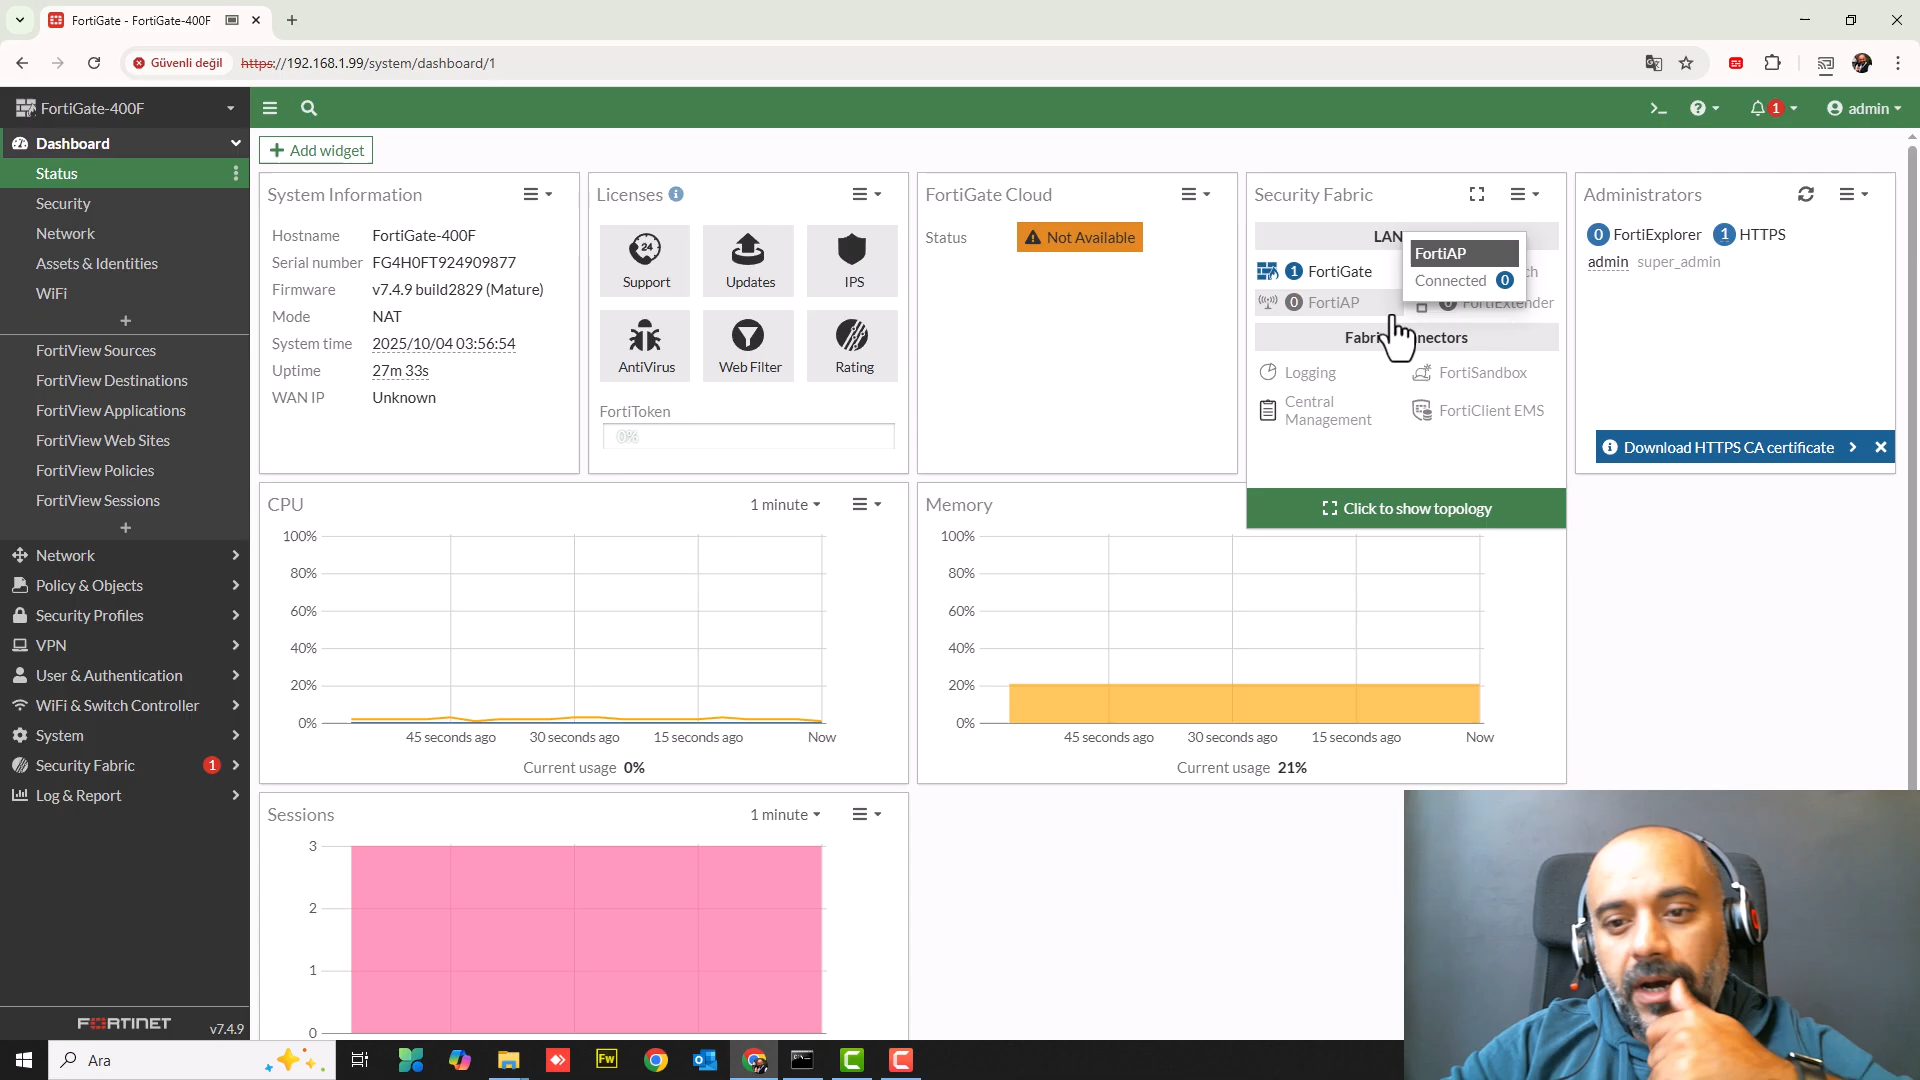 FortiGate - FortiGate-400F
Güvenli değil
https://192.168.1.99/system/dashboard/1
FortiGate-400F
1
admin
Dashboard
Status
Security
Network
Assets & Identities
WiFi
FortiView Sources
FortiView Destinations
FortiView Applications
FortiView Web Sites
FortiView Policies
FortiView Sessions
Network
Policy & Objects
Security Profiles
VPN
User & Authentication
WiFi & Switch Controller
System
Security Fabric 1
Log & Report
FORTINET v7.4.9
Add widget
System Information
Hostname FortiGate-400F
Serial number FG4H0FT924909877
Firmware v7.4.9 build2829 (Mature)
Mode NAT
System time 2025/10/04 03:56:54
Uptime 27m 33s
WAN IP Unknown
Licenses
24
Support
Updates
IPS
AntiVirus
Web Filter
Rating
FortiToken
0%
FortiGate Cloud
Status Not Available
Security Fabric
LAN
1 FortiGate
0 FortiAP
FortiAP
Connected 0
FortiExtender
Logging
FortiSandbox
Central
Management
FortiClient EMS
Click to show topology
Administrators
0 FortiExplorer 1 HTTPS
admin super_admin
Download HTTPS CA certificate
CPU
1 minute
100%
80%
60%
40%
20%
0%
45 seconds ago 30 seconds ago 15 seconds ago Now
Current usage 0%
Memory
100%
80%
60%
40%
20%
0%
45 seconds ago 30 seconds ago 15 seconds ago Now
Current usage 21%
Sessions
1 minute
3
2
1
0
Ara
Fw